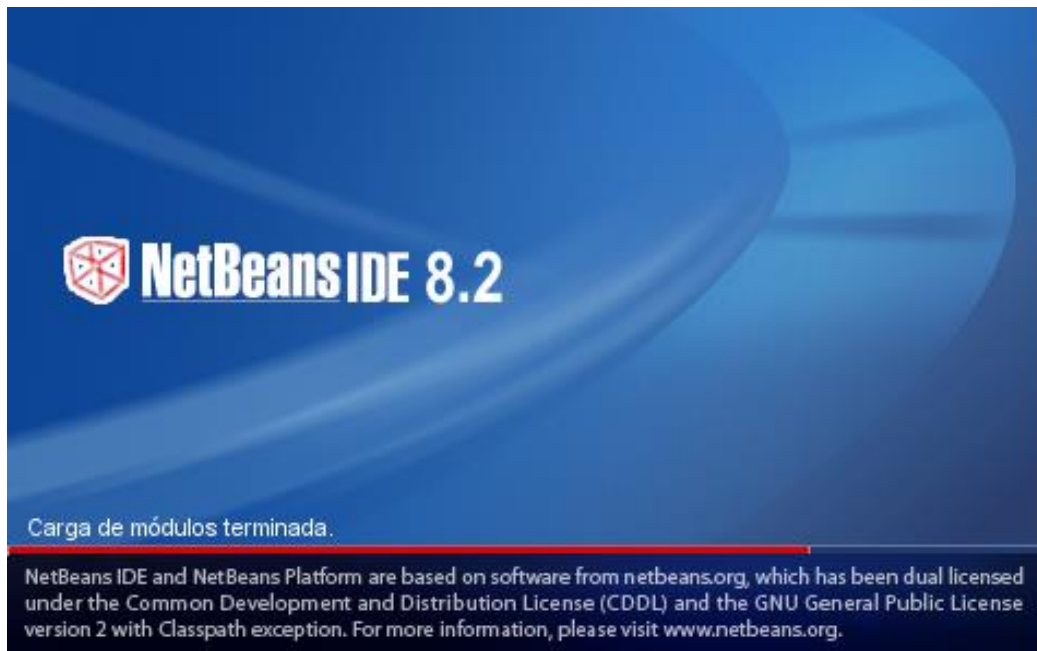 NetBeans IDE 8.2
Carga de módulos terminada.
NetBeans IDE and NetBeans Platform are based on software from netbeans.org, which has been dual licensed
under the Common Development and Distribution License (CDDL) and the GNU General Public License
version 2 with Classpath exception. For more information, please visit www.netbeans.org.